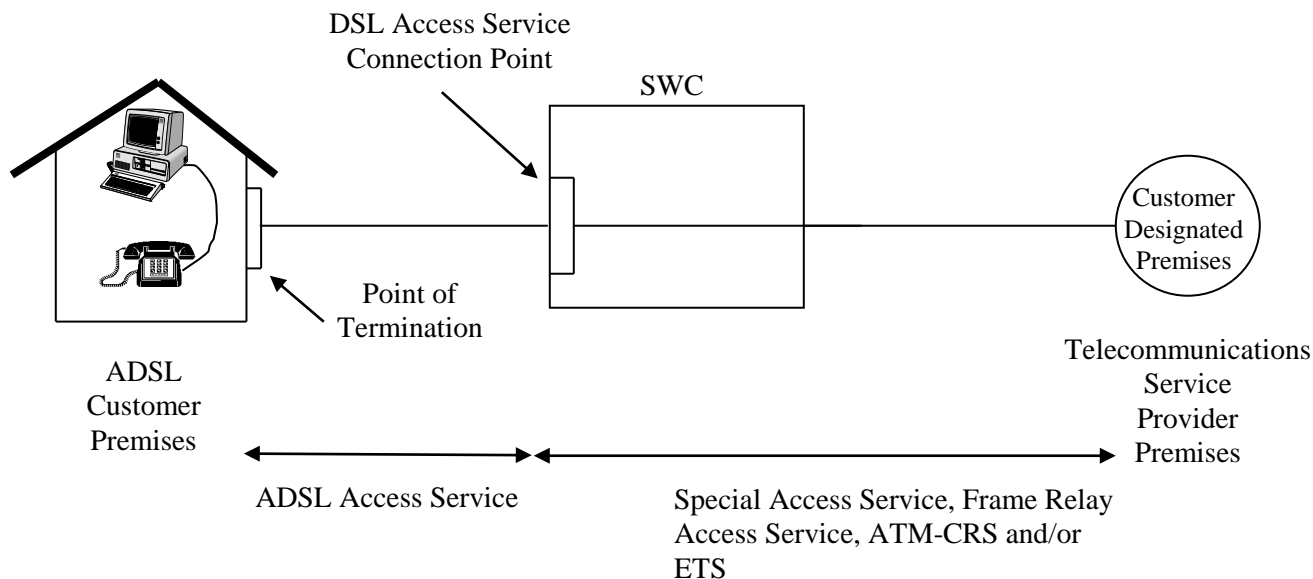 DSL Access Service
Connection Point
SWC
Customer
Designated
Premises
Point of
Termination
ADSL
Customer
Premises
Telecommunications
Service
Provider
Premises
ADSL Access Service
Special Access Service, Frame Relay
Access Service, ATM-CRS and/or
ETS